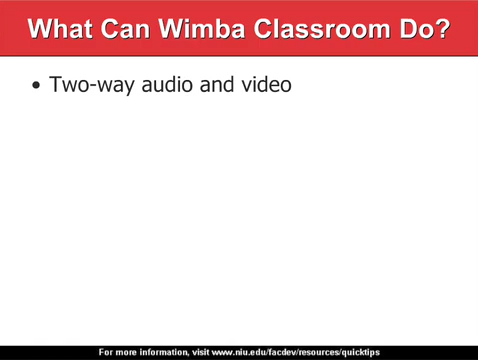 What Can Wimba Classroom Do?
• Two-way audio and video
For more information, visit www.niu.edu/facdev/resources/quicktips